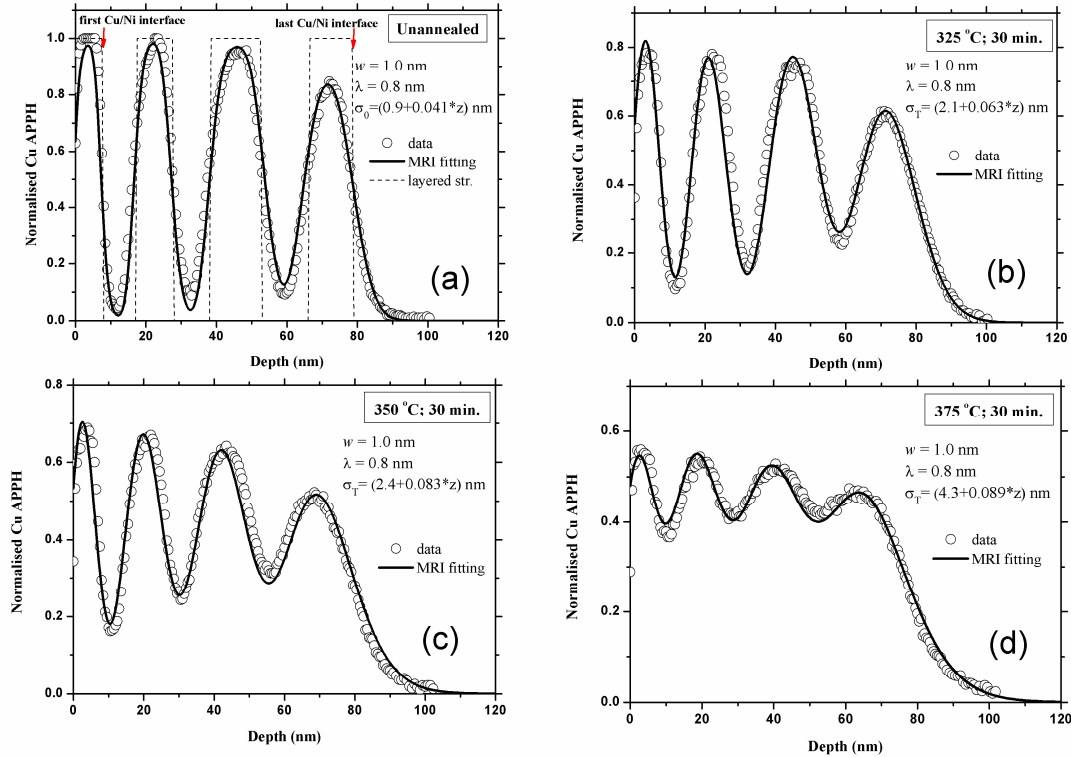 first Cu/Ni interface
last Cu/Ni interface
Unannealed
w = 1.0 nm
λ = 0.8 nm
σ0=(0.9+0.041*z) nm
data
MRI fitting
layered str.
(a)
Normalised Cu APPH
1.0
0.8
0.6
0.4
0.2
0.0
0 20 40 60 80 100 120
Depth (nm)
325 °C; 30 min.
w = 1.0 nm
λ = 0.8 nm
σT= (2.1+0.063*z) nm
data
MRI fitting
(b)
Normalised Cu APPH
0.8
0.6
0.4
0.2
0.0
0 20 40 60 80 100 120
Depth (nm)
350 °C; 30 min.
w = 1.0 nm
λ = 0.8 nm
σT= (2.4+0.083*z) nm
data
MRI fitting
(c)
Normalised Cu APPH
0.8
0.6
0.4
0.2
0.0
0 20 40 60 80 100 120
Depth (nm)
375 °C; 30 min.
w = 1.0 nm
λ = 0.8 nm
σT= (4.3+0.089*z) nm
data
MRI fitting
(d)
Normalised Cu APPH
0.6
0.4
0.2
0.0
0 20 40 60 80 100 120
Depth (nm)